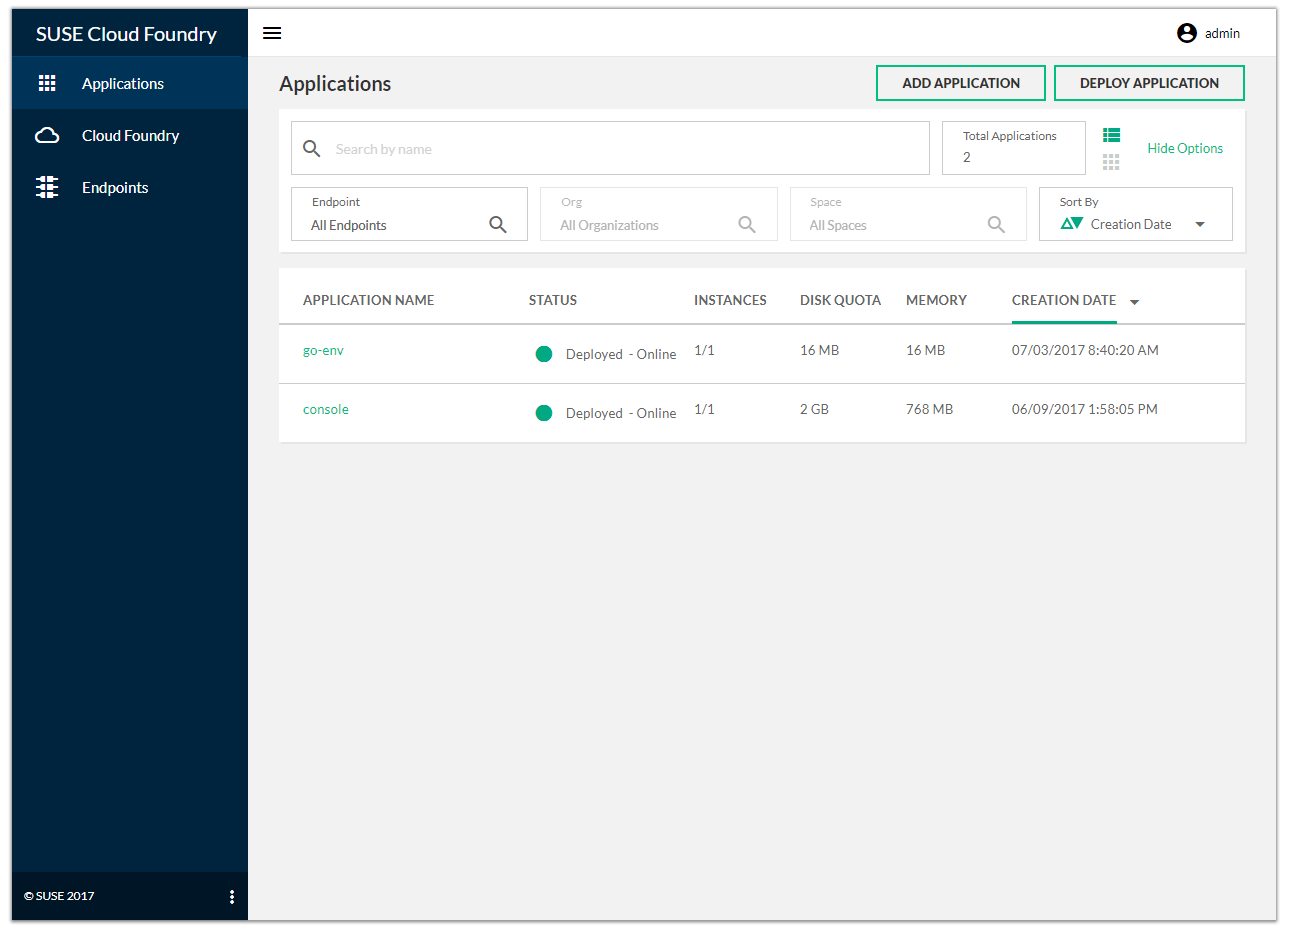 SUSE Cloud Foundry
admin
Applications
Cloud Foundry
Endpoints
© SUSE 2017
Applications
ADD APPLICATION
DEPLOY APPLICATION
Search by name
Total Applications
2
Hide Options
Endpoint
All Endpoints
Org
All Organizations
Space
All Spaces
Sort By
Creation Date
APPLICATION NAME STATUS INSTANCES DISK QUOTA MEMORY CREATION DATE
go-env Deployed - Online 1/1 16 MB 16 MB 07/03/2017 8:40:20 AM
console Deployed - Online 1/1 2 GB 768 MB 06/09/2017 1:58:05 PM